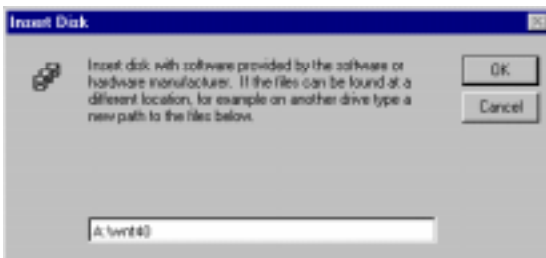 Insert Disk
Insert disk with software provided by the software or
hardware manufacturer. If the files can be found at a
different location, for example on another drive type a
new path to the files below.
OK
Cancel
A:\wnt40